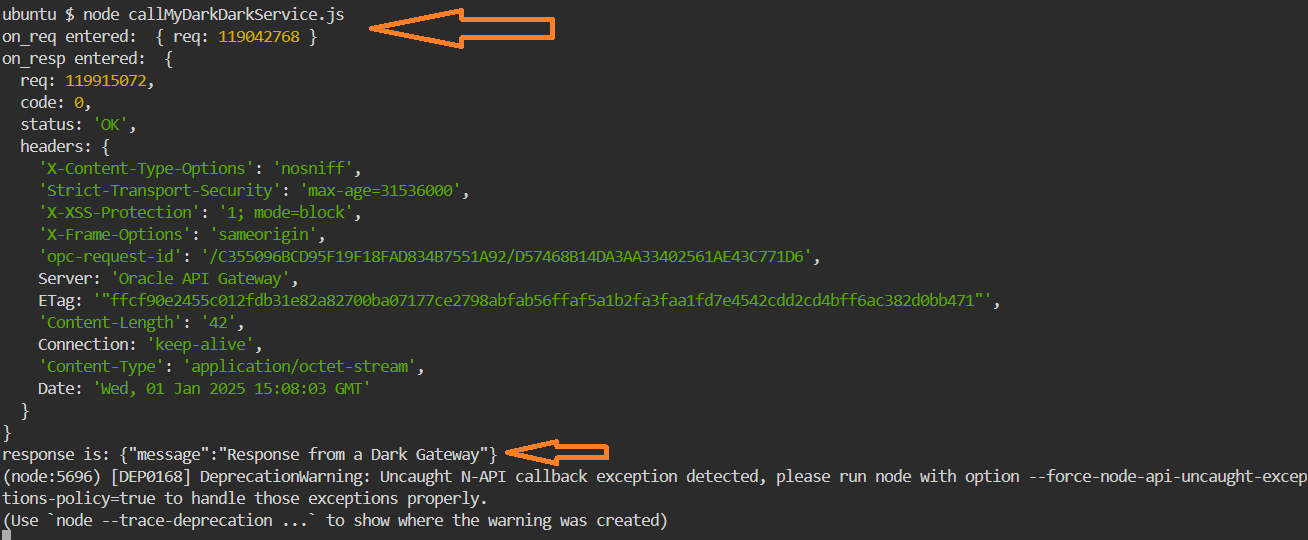 ubuntu $ node callMyDarkDarkService.js
on_req entered:  { req: 119042768 }
on_resp entered:  {
  req: 119915072,
  code: 0,
  status: 'OK',
  headers: {
    'X-Content-Type-Options': 'nosniff',
    'Strict-Transport-Security': 'max-age=31536000',
    'X-XSS-Protection': '1; mode=block',
    'X-Frame-Options': 'sameorigin',
    'opc-request-id': '/C355096BCD95F19F18FAD834B7551A92/D57468B14DA3AA33402561AE43C771D6',
    Server: 'Oracle API Gateway',
    ETag: '"ffcf90e2455c012fdb31e82a82700ba07177ce2798abfab56ffaf5a1b2fa3faa1fd7e4542cdd2cd4bff6ac382d0bb471"',
    'Content-Length': '42',
    Connection: 'keep-alive',
    'Content-Type': 'application/octet-stream',
    Date: 'Wed, 01 Jan 2025 15:08:03 GMT'
  }
}
response is: {"message":"Response from a Dark Gateway"}
(node:5696) [DEP0168] DeprecationWarning: Uncaught N-API callback exception detected, please run node with option --force-node-api-uncaught-excep
tions-policy=true to handle those exceptions properly.
(Use `node --trace-deprecation ...` to show where the warning was created)